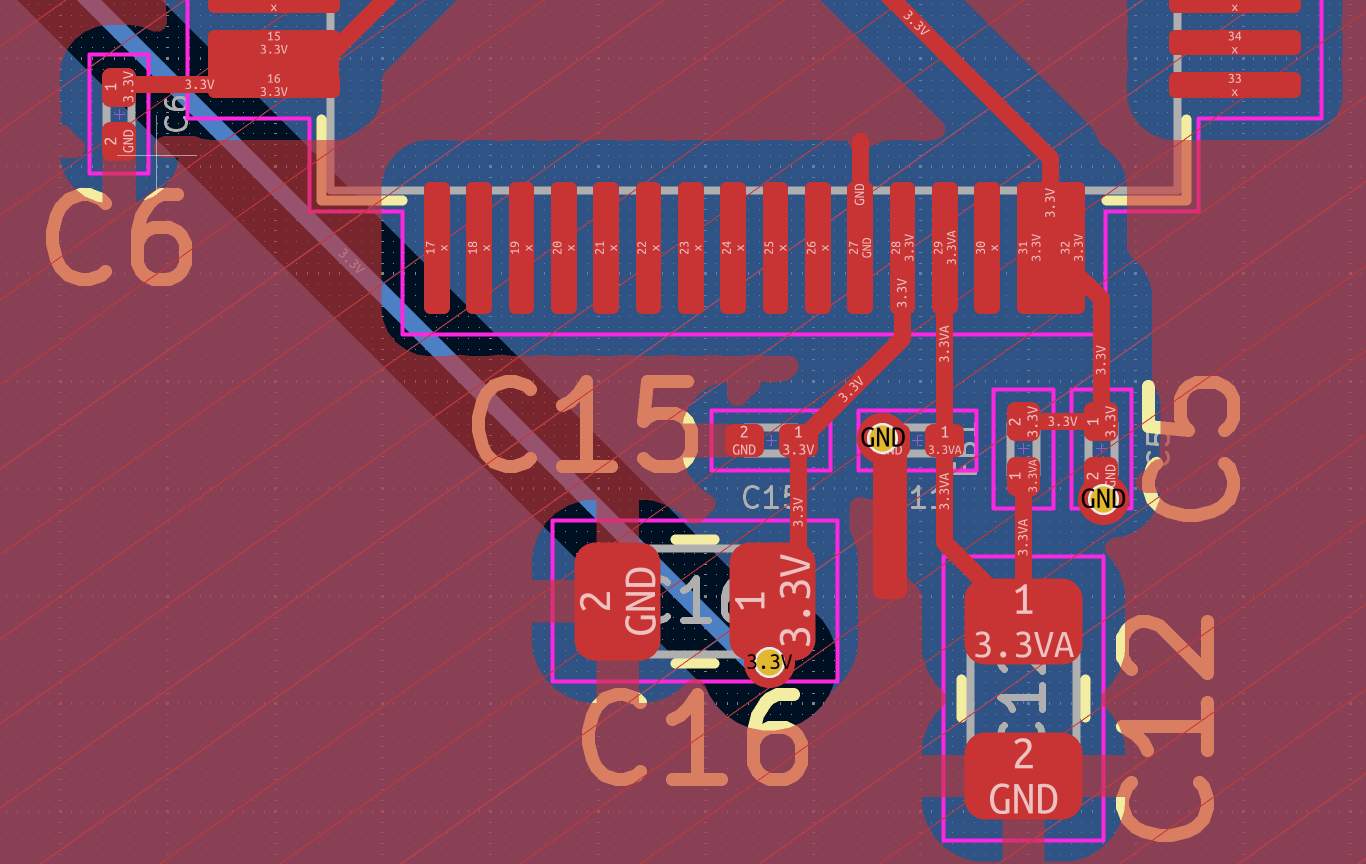 x
15
3.3V
16
3.3V
3.3V
1
3.3V
2
GND
C6
C6
3.3V
3.3V
x
34
x
33
x
17
x
18
x
19
x
20
x
21
x
22
x
23
x
24
x
25
x
26
x
27
GND
GND
28
3.3V
3.3V
29
3.3VA
30
x
31
3.3V
3.3V
32
3.3V
3.3VA
3.3V
3.3V
C15
2
GND
1
3.3V
GND
1
3.3VA
2
3.3V
3.3V
1
3.3V
1
3.3VA
2
GND
GND
C5
C15
3.3V
3.3VA
3.3VA
2
GND
1
3.3V
3.3V
C16
1
3.3VA
2
GND
C12